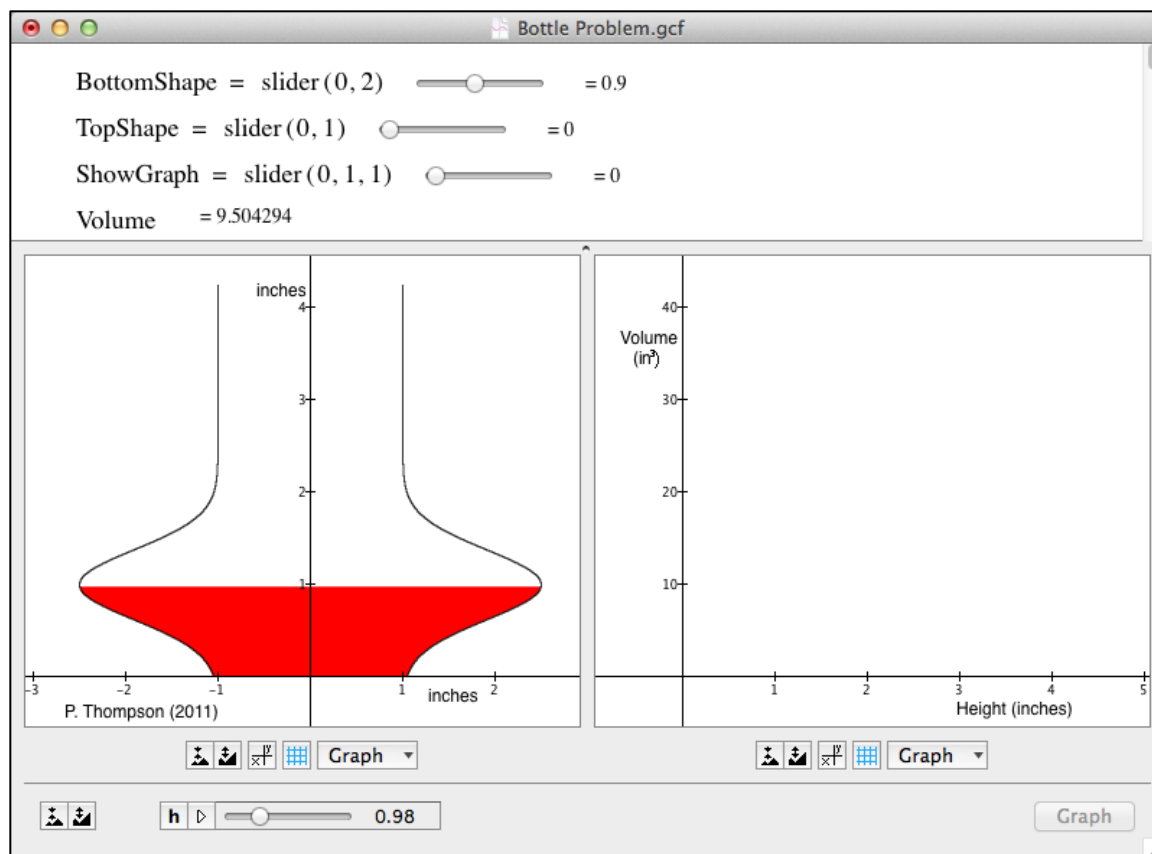 Bottle Problem.gcf
BottomShape = slider(0, 2) = 0.9
TopShape = slider(0, 1) = 0
ShowGraph = slider(0, 1, 1) = 0
Volume = 9.504294
inches
4
3
2
1
-3 -2 -1 1 2
inches
P. Thompson (2011)
40
Volume
(in³)
30
20
10
1 2 3 4 5
Height (inches)
y
x
Graph
y
x
Graph
h 0.98
Graph